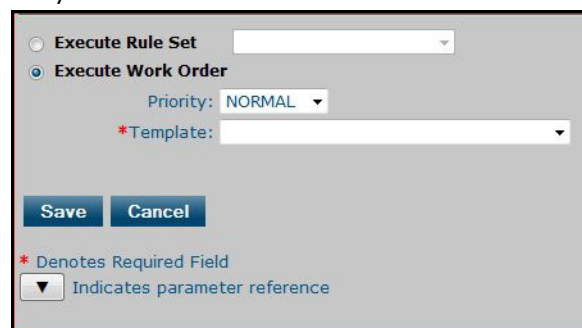 Execute Rule Set
Execute Work Order
Priority: NORMAL
*Template:
Save Cancel
* Denotes Required Field
▼ Indicates parameter reference